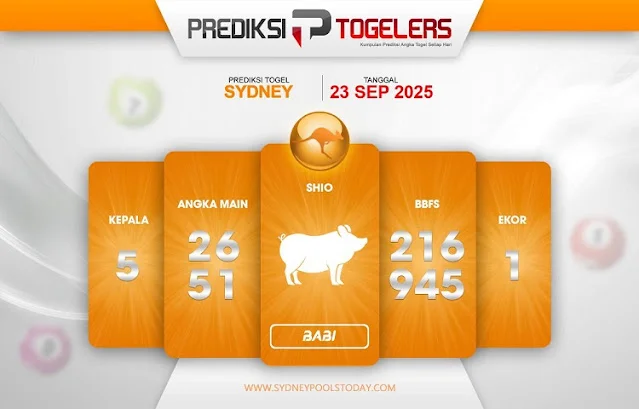 PREDIKSI TOGELERS
Kumpulan Prediksi Angka Togel Setiap Hari
PREDIKSI TOGEL
SYDNEY
TANGGAL
23 SEP 2025
KEPALA
5
ANGKA MAIN
26
51
SHIO
BABI
BBFS
216
945
EKOR
1
WWW.SYDNEYPOOLSTODAY.COM